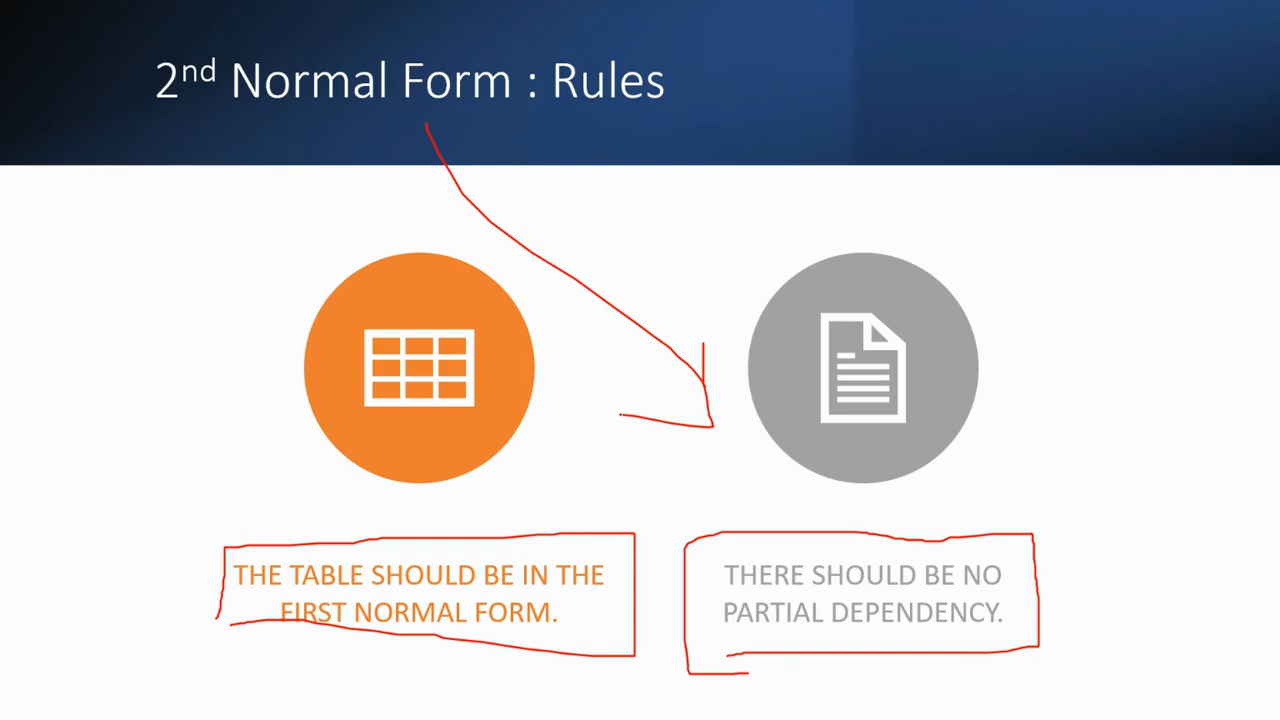 2nd Normal Form : Rules
THE TABLE SHOULD BE IN THE
FIRST NORMAL FORM.
THERE SHOULD BE NO
PARTIAL DEPENDENCY.